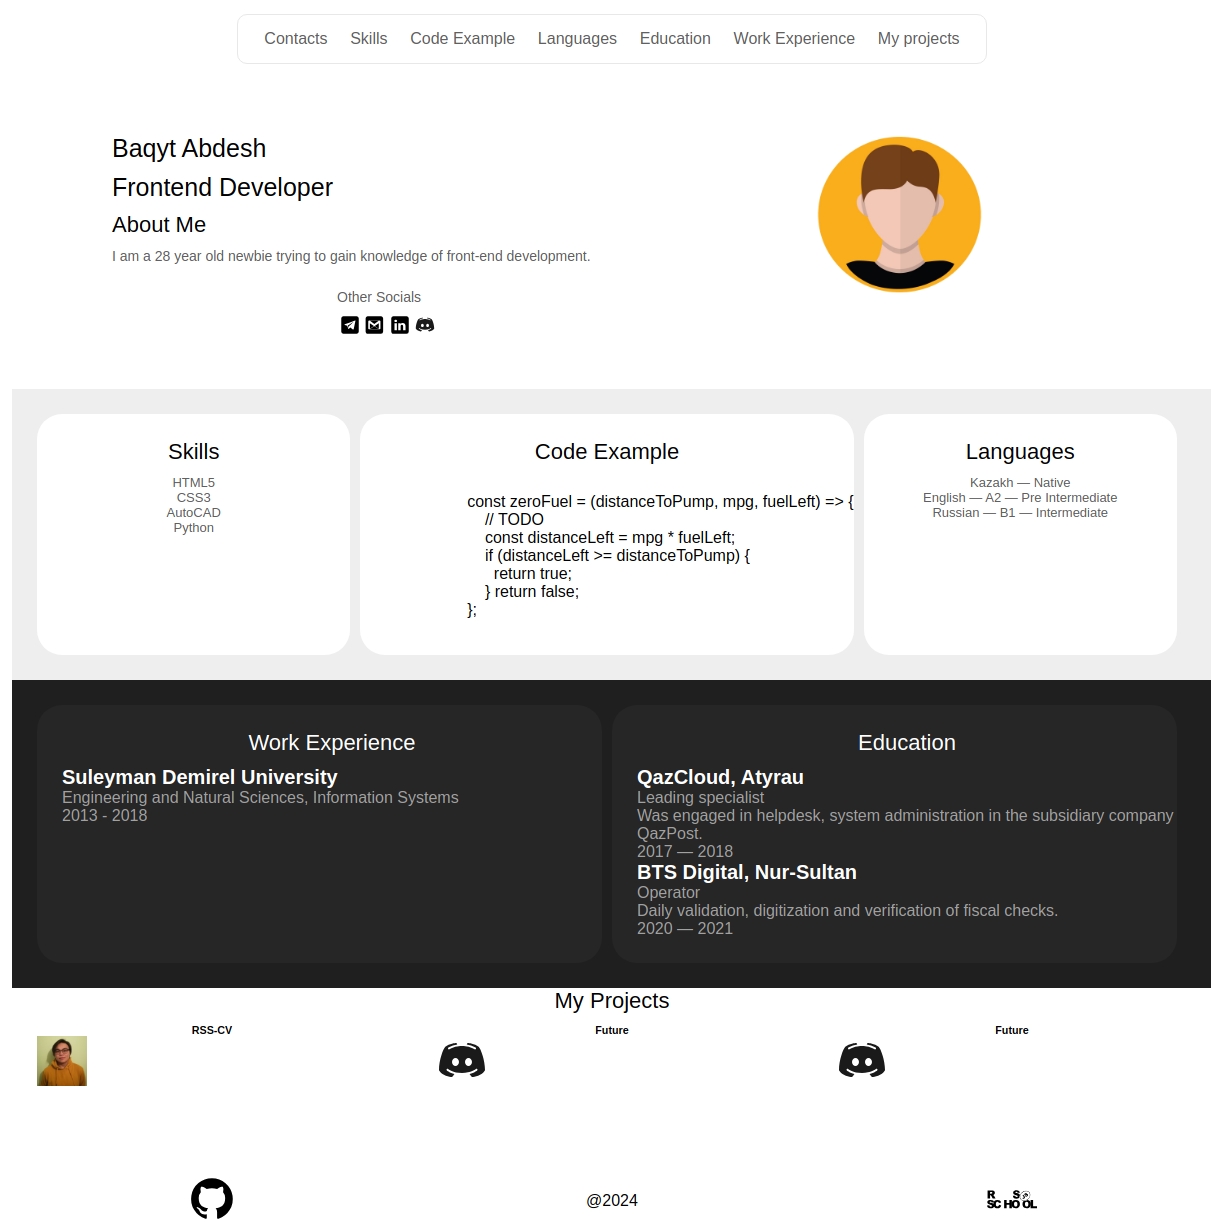 Contacts Skills Code Example Languages Education Work Experience My projects
Baqyt Abdesh
Frontend Developer
About Me
I am a 28 year old newbie trying to gain knowledge of front-end development.
Other Socials
in
Skills
HTML5
CSS3
AutoCAD
Python
Code Example
const zeroFuel = (distanceToPump, mpg, fuelLeft) => {
// TODO
const distanceLeft = mpg * fuelLeft;
if (distanceLeft >= distanceToPump) {
return true;
} return false;
};
Languages
Kazakh — Native
English — A2 — Pre Intermediate
Russian — B1 — Intermediate
Work Experience
Suleyman Demirel University
Engineering and Natural Sciences, Information Systems
2013 - 2018
Education
QazCloud, Atyrau
Leading specialist
Was engaged in helpdesk, system administration in the subsidiary company
QazPost.
2017 — 2018
BTS Digital, Nur-Sultan
Operator
Daily validation, digitization and verification of fiscal checks.
2020 — 2021
My Projects
RSS-CV
Future
Future
@2024
R S
SCHOOL